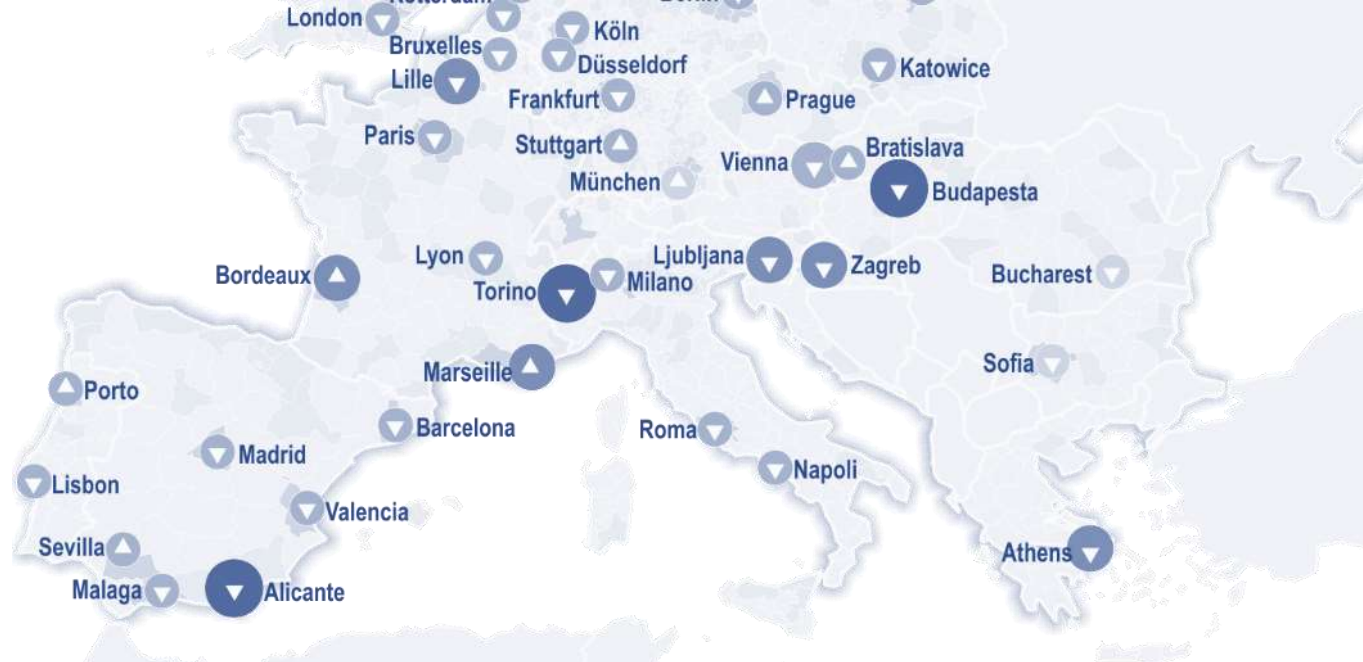 London
Köln
Bruxelles
Düsseldorf
Lille
Katowice
Frankfurt
Prague
Paris
Stuttgart
Vienna
Bratislava
München
Budapesta
Lyon
Ljubljana
Zagreb
Bordeaux
Torino
Milano
Bucharest
Marseille
Sofia
Porto
Barcelona
Roma
Madrid
Napoli
Lisbon
Valencia
Sevilla
Athens
Malaga
Alicante